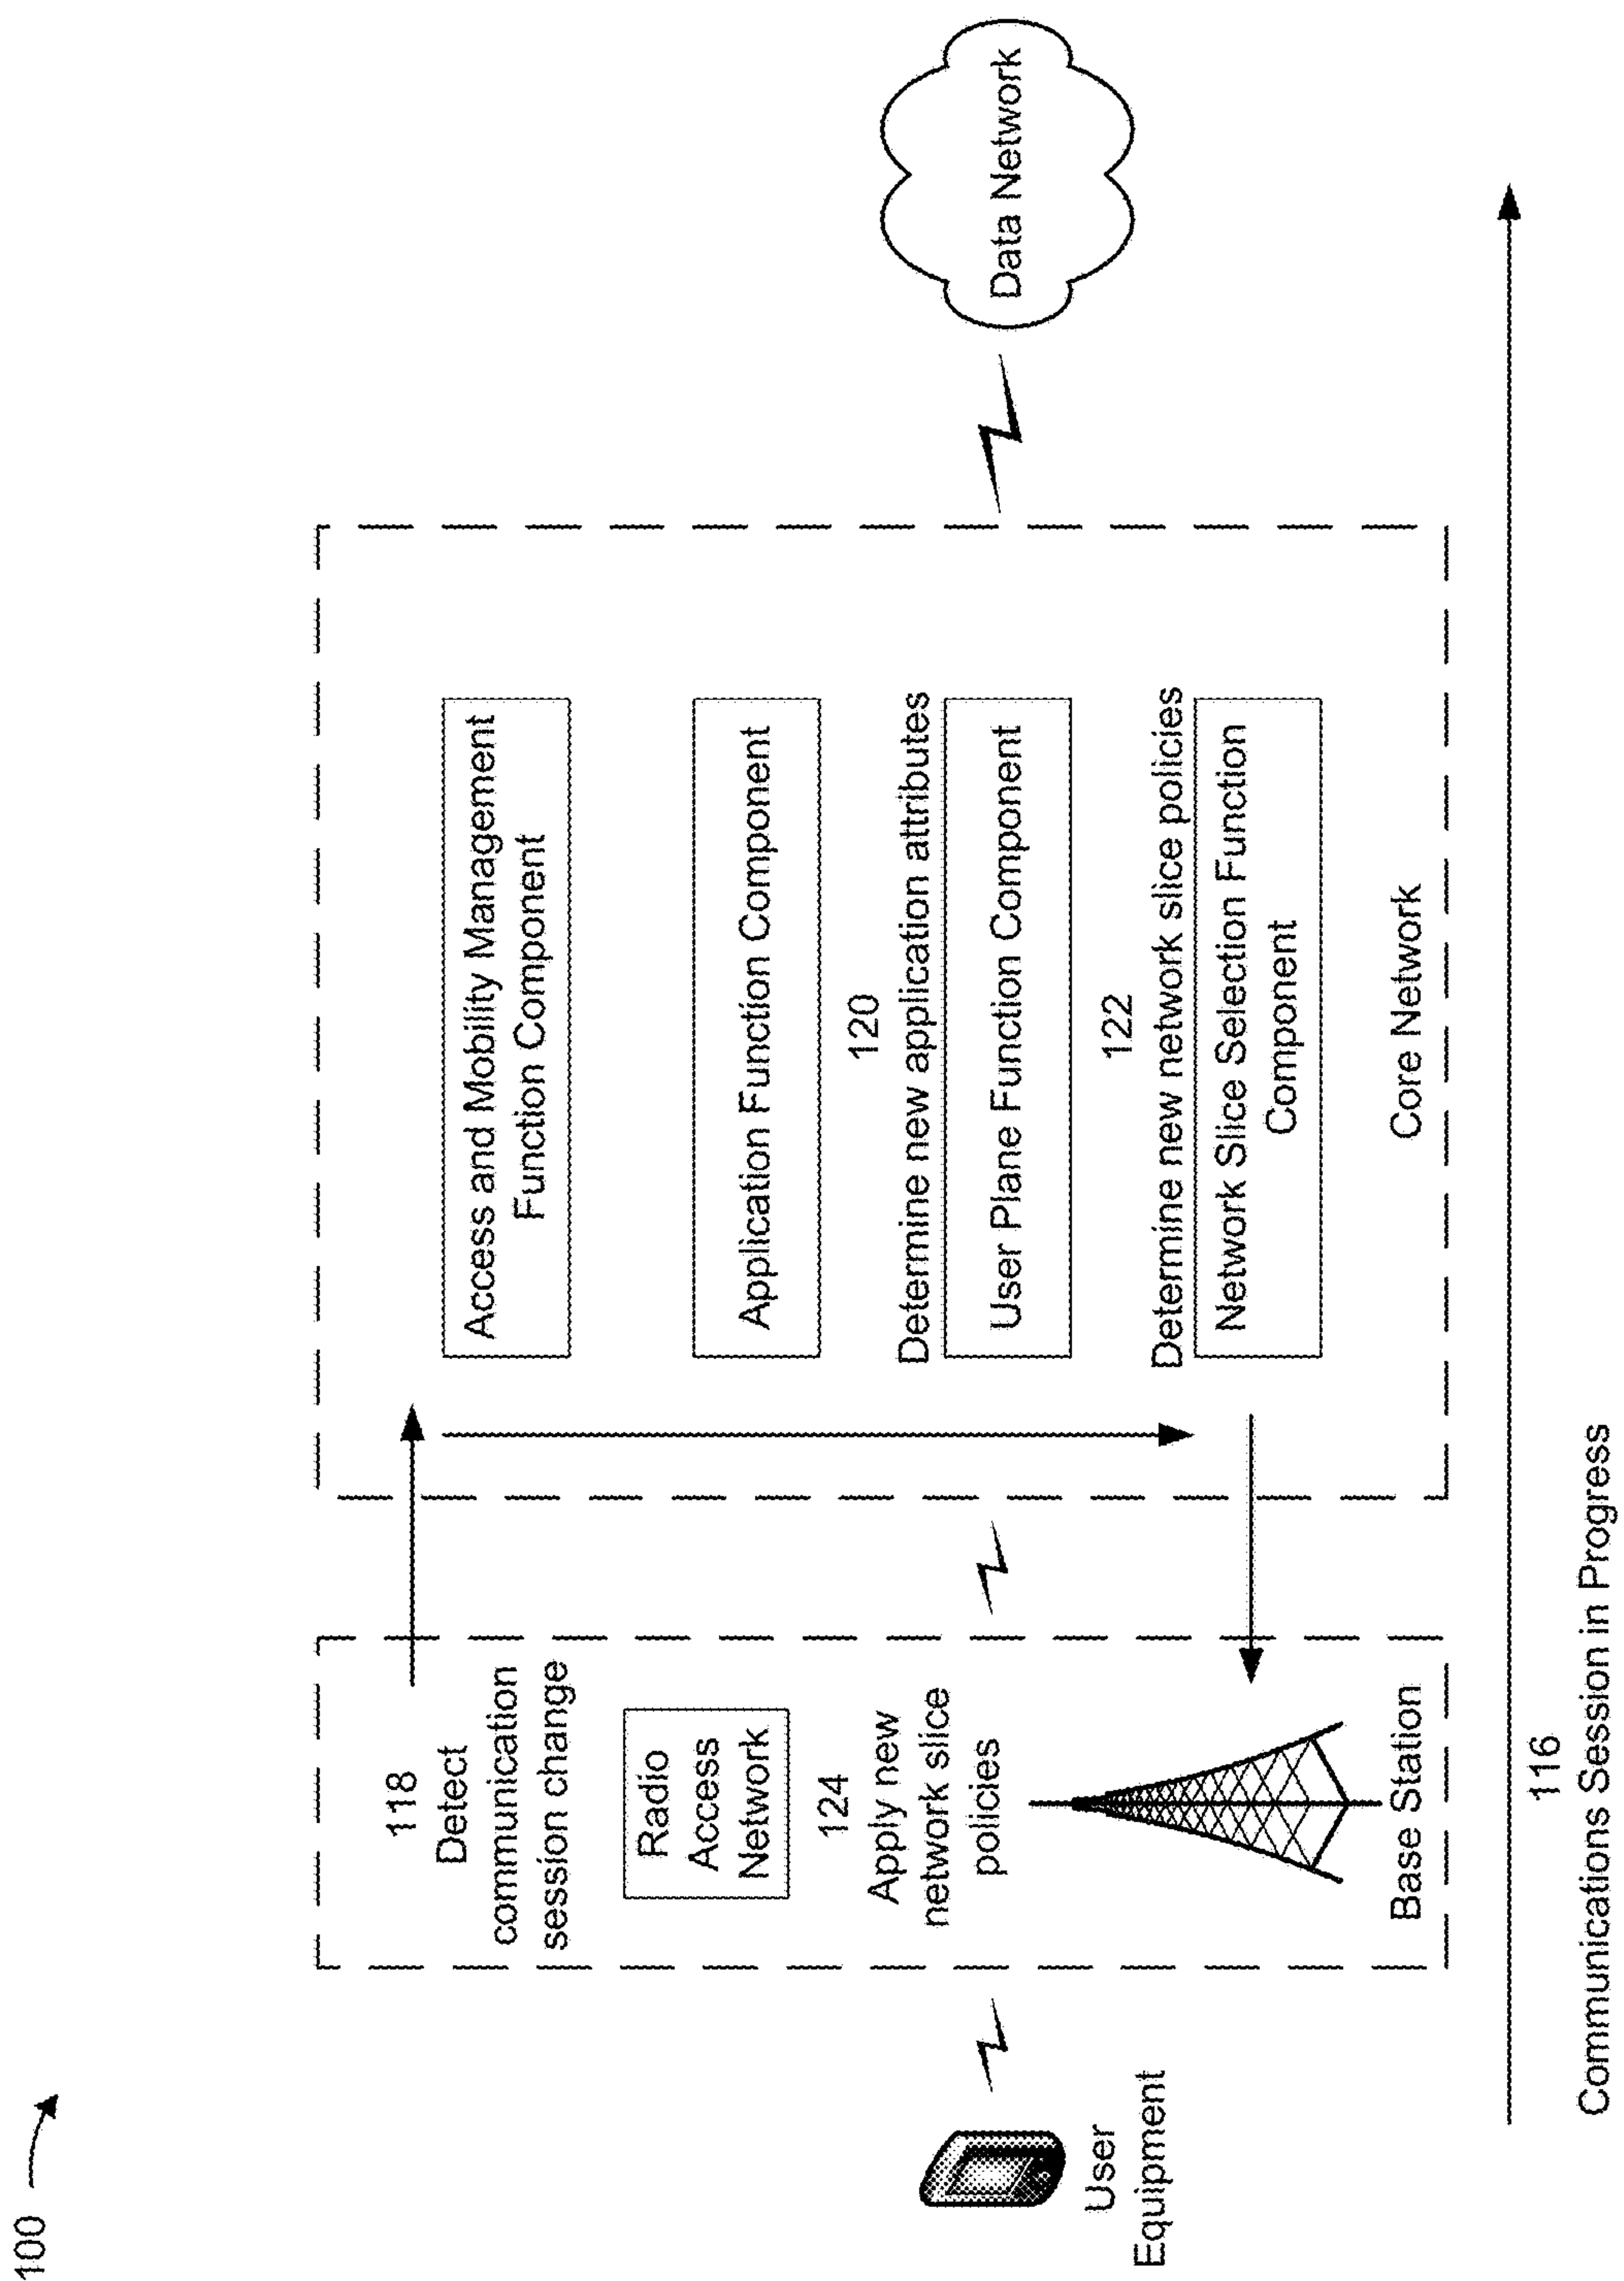 100
118
Detect
communication
session change
Radio
Access
Network
124
Apply new
network slice
policies
Base Station
User
Equipment
Access and Mobility Management
Function Component
Application Function Component
120
Determine new application attributes
User Plane Function Component
122
Determine new network slice policies
Network Slice Selection Function
Component
Core Network
Data Network
116
Communications Session in Progress